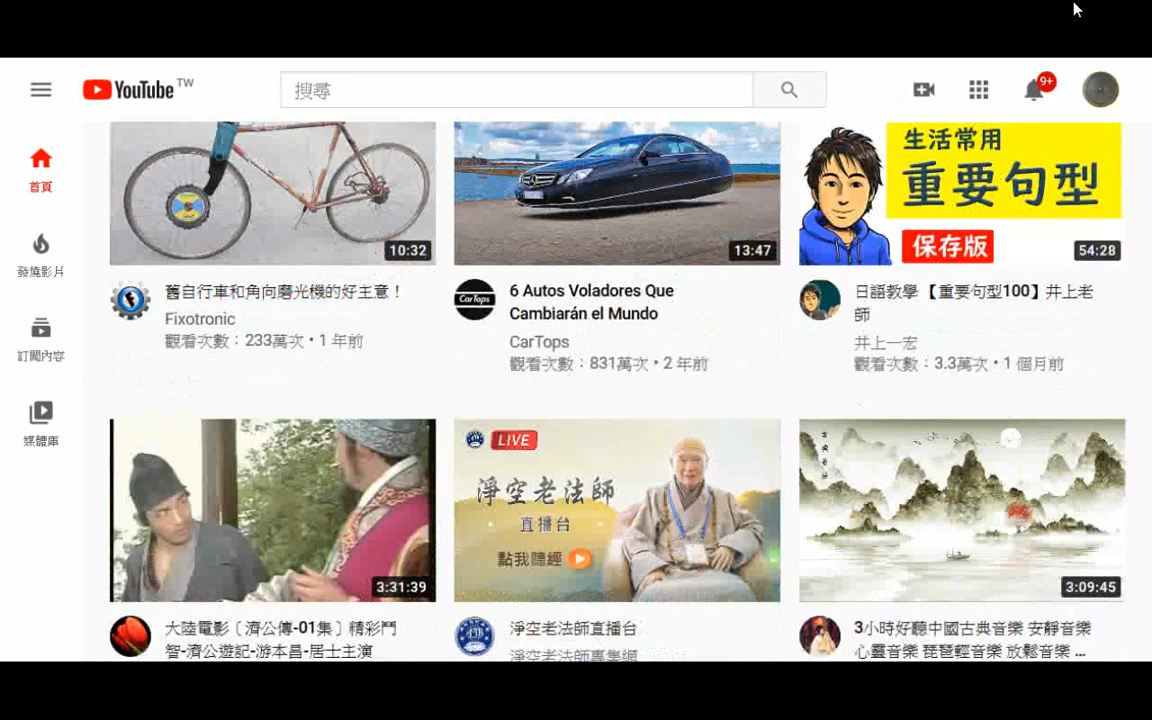 YouTube TW
搜尋
9+
首頁
發燒影片
訂閱內容
媒體庫
10:32
13:47
生活常用
重要句型
保存版
54:28
舊自行車和角向磨光機的好主意！
Fixotronic
觀看次數：233萬次 • 1 年前
CarTops
6 Autos Voladores Que
Cambiarán el Mundo
CarTops
觀看次數：831萬次 • 2 年前
日語教學 【重要句型100】井上老
師
井上一宏
觀看次數：3.3萬次 • 1 個月前
3:31:39
LIVE
淨空老法師
直播台
點我聽經
3:09:45
大陸電影〔濟公傳-01集〕精彩鬥
智-濟公遊記-游本昌-居士主演
淨空老法師直播台
淨空老法師專集網
3小時好聽中國古典音樂 安靜音樂
心靈音樂 琵琶輕音樂 放鬆音樂 ...